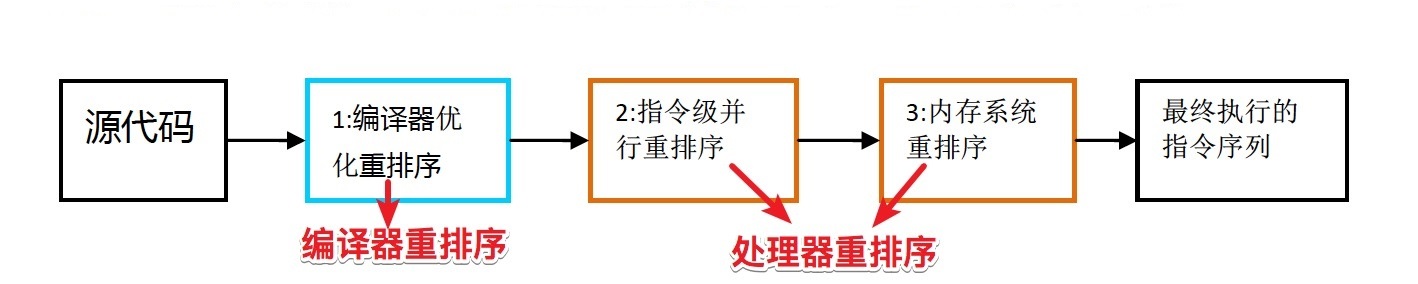 源代码
1:编译器优
化重排序
2:指令级并
行重排序
3:内存系统
重排序
最终执行的
指令序列
编译器重排序
处理器重排序